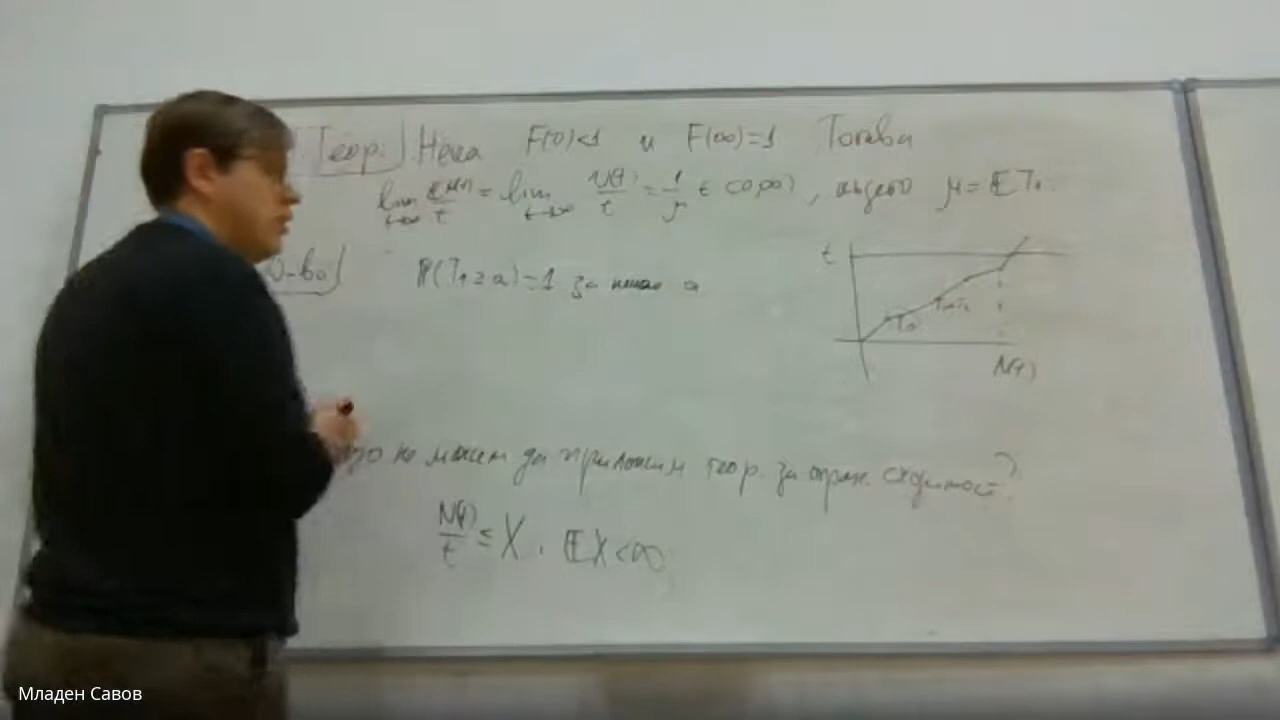 Теор. Нека F(0)<1 и F(∞)=1 Тогава
lim t→∞ EN(t)/t = lim t→∞ N(t)/t = 1/μ ∈ [0,∞), където μ = ET₁.
Д-во P(T₁≥a)=1 за някое a
t
N(t)
не можем да приложим теор. за огран. сходимост?
N(t)/t ≤ X, EX<∞
Младен Савов